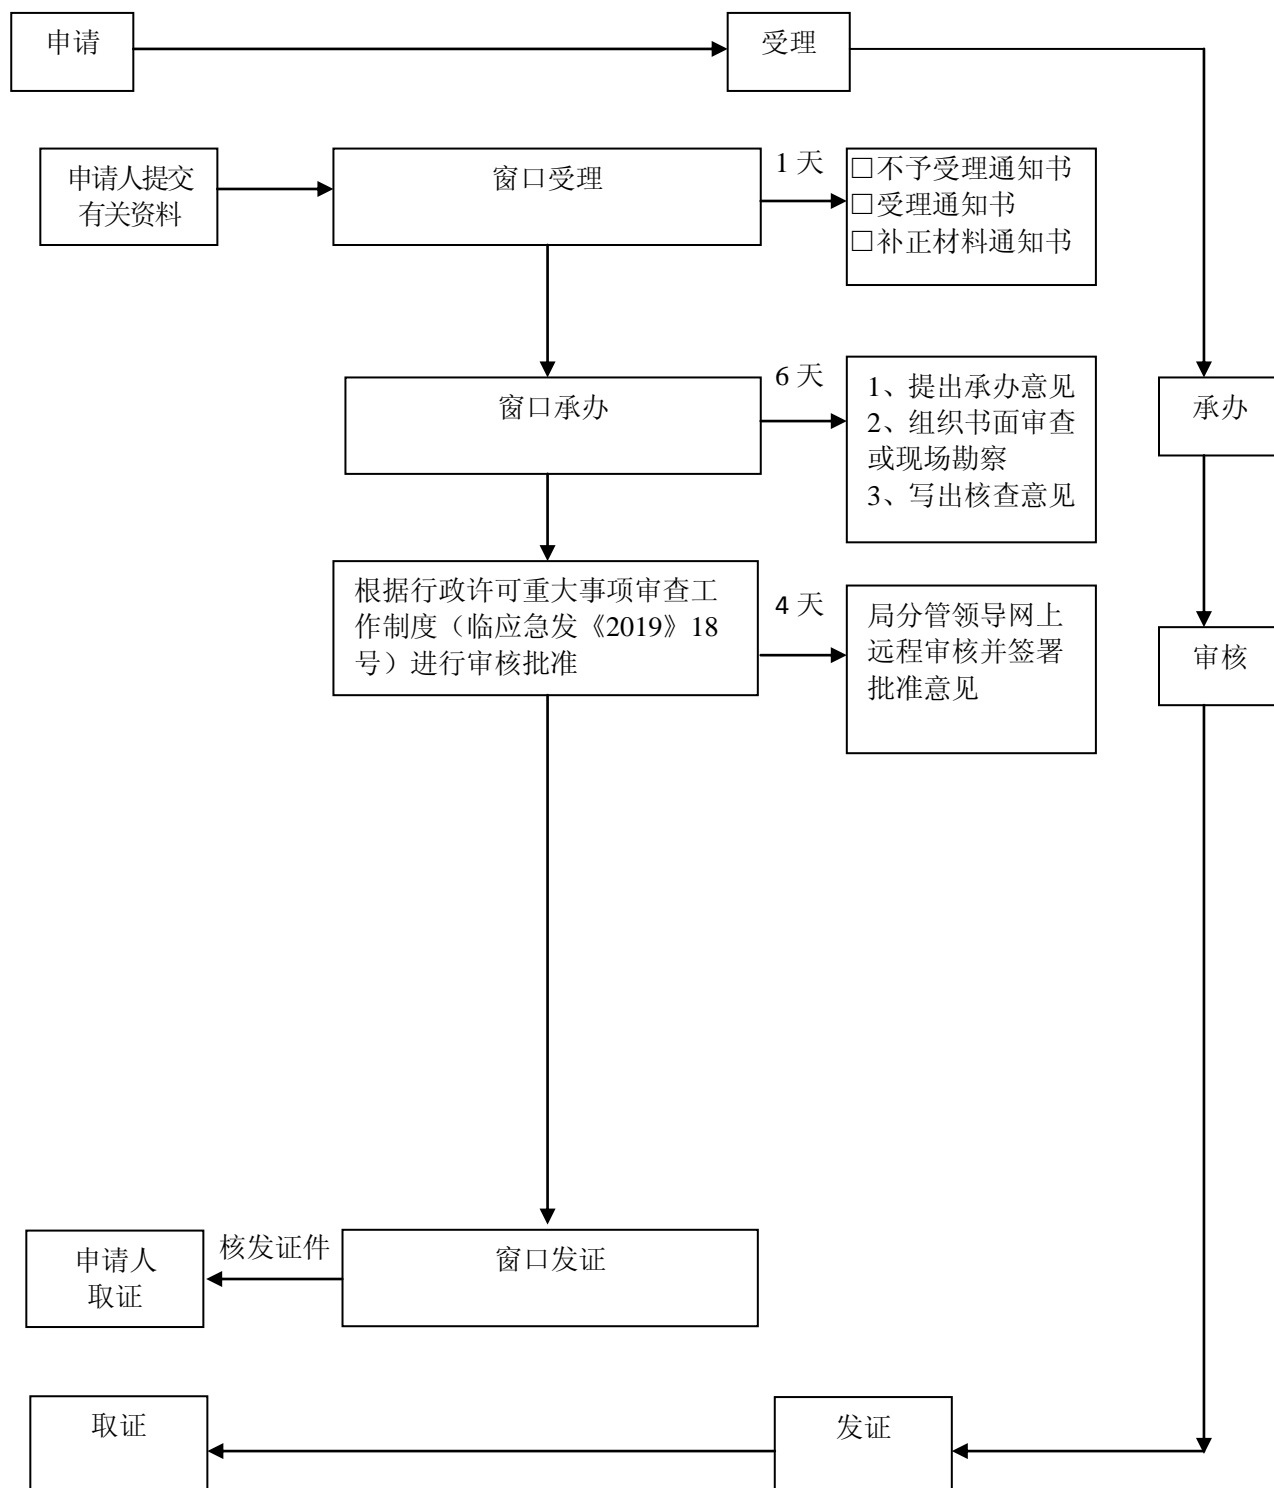 申请
受理
申请人提交
有关资料
窗口受理
1 天
□不予受理通知书
□受理通知书
□补正材料通知书
窗口承办
6 天
1、提出承办意见
2、组织书面审查
或现场勘察
3、写出核查意见
承办
根据行政许可重大事项审查工
作制度（临应急发《2019》18
号）进行审核批准
4 天
局分管领导网上
远程审核并签署
批准意见
审核
申请人
取证
核发证件
窗口发证
取证
发证